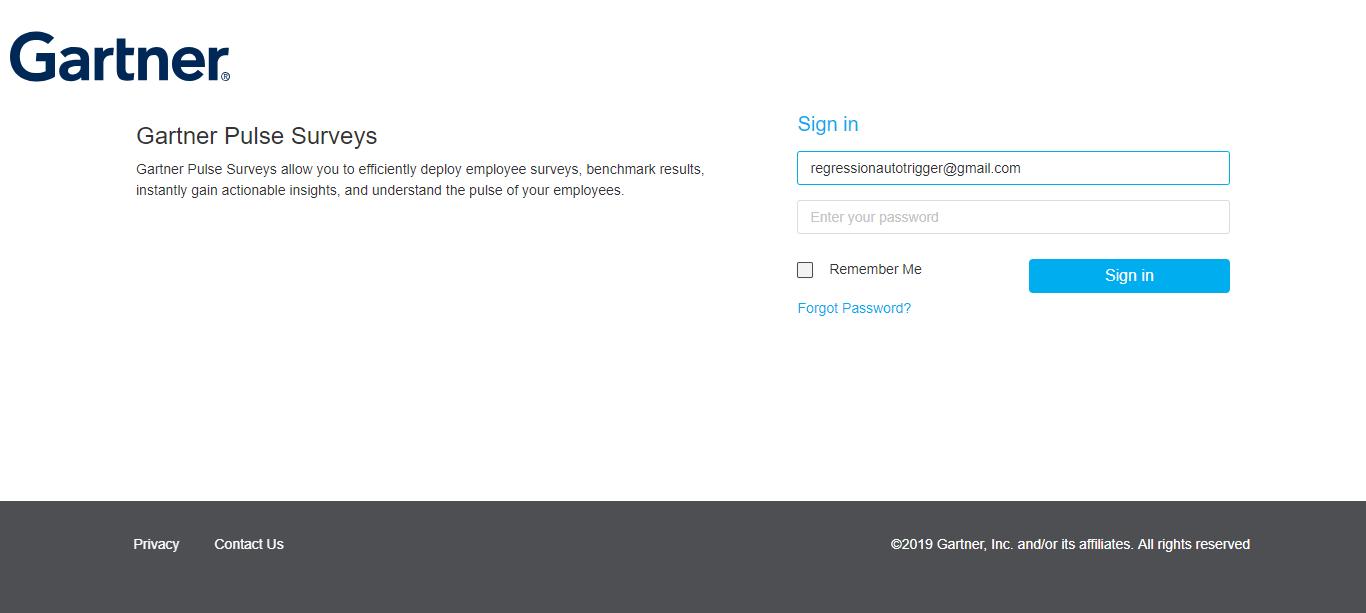 Gartner®
Gartner Pulse Surveys
Gartner Pulse Surveys allow you to efficiently deploy employee surveys, benchmark results,
instantly gain actionable insights, and understand the pulse of your employees.
Sign in
regressionautotrigger@gmail.com
Enter your password
Remember Me
Sign in
Forgot Password?
Privacy
Contact Us
©2019 Gartner, Inc. and/or its affiliates. All rights reserved